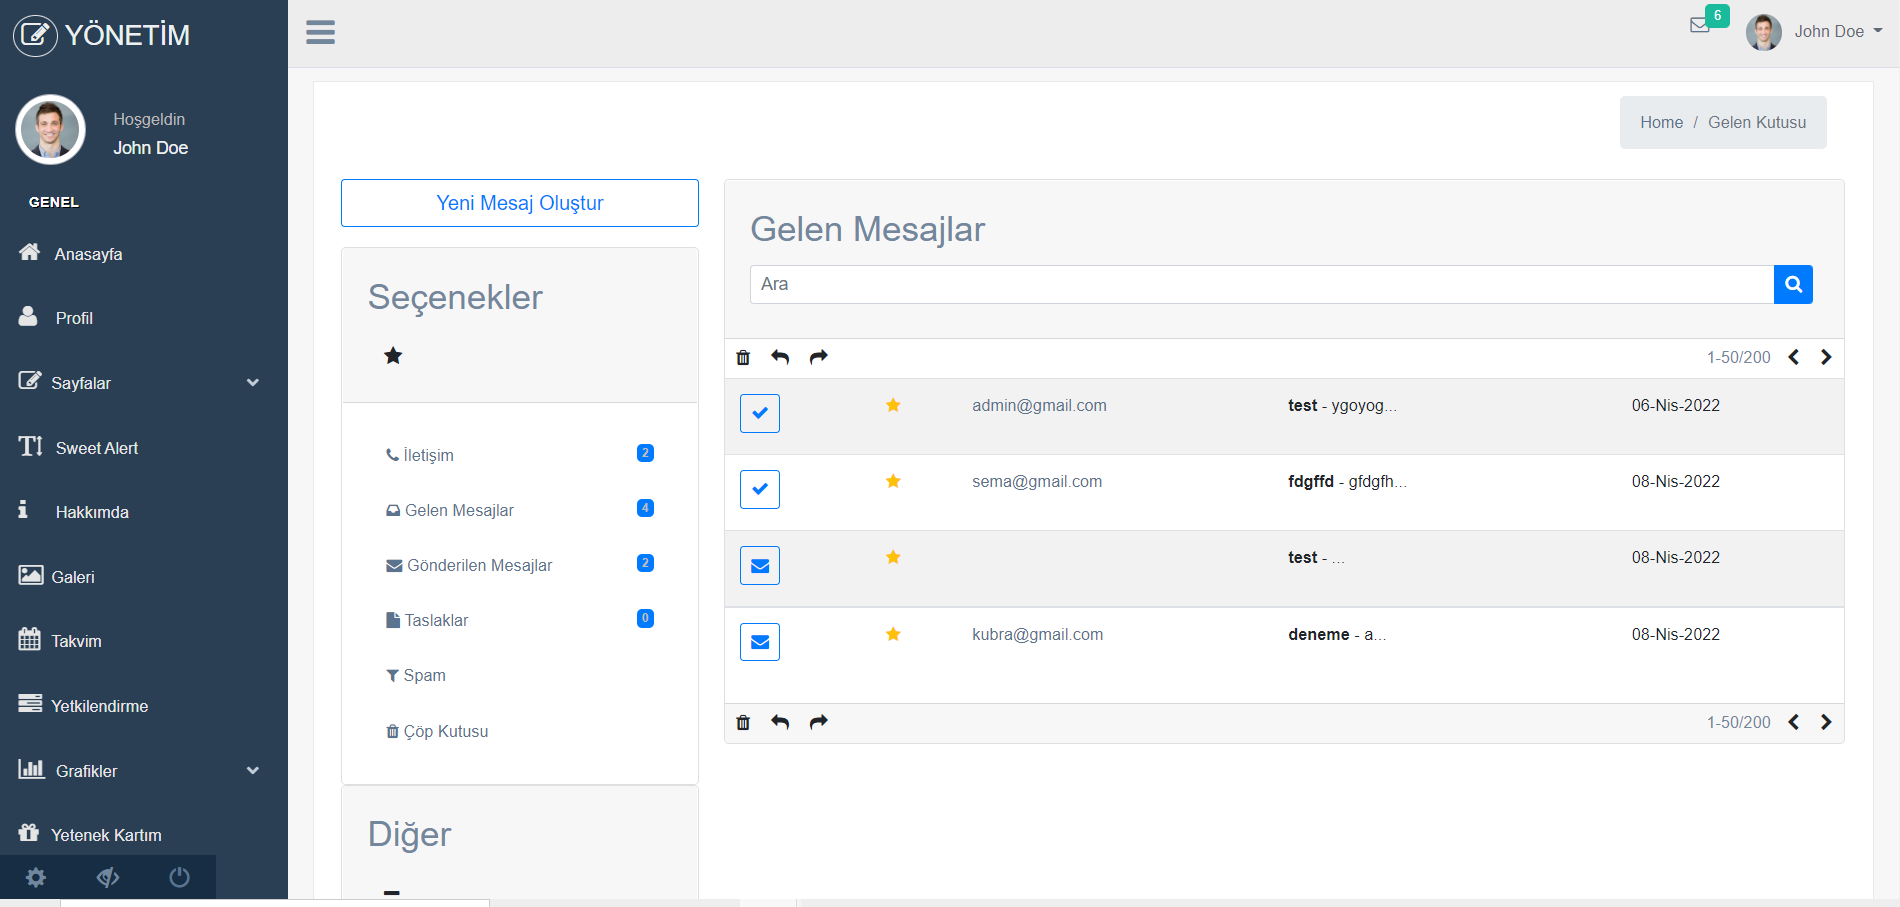 YÖNETİM
6
John Doe
Hoşgeldin
John Doe
GENEL
Anasayfa
Profil
Sayfalar
Sweet Alert
Hakkımda
Galeri
Takvim
Yetkilendirme
Grafikler
Yetenek Kartım
Home / Gelen Kutusu
Yeni Mesaj Oluştur
Seçenekler
İletişim 2
Gelen Mesajlar 4
Gönderilen Mesajlar 2
Taslaklar 0
Spam
Çöp Kutusu
Diğer
Gelen Mesajlar
Ara
1-50/200
admin@gmail.com test - ygoyog... 06-Nis-2022
sema@gmail.com fdgffd - gfdgfh... 08-Nis-2022
test - ... 08-Nis-2022
kubra@gmail.com deneme - a... 08-Nis-2022
1-50/200